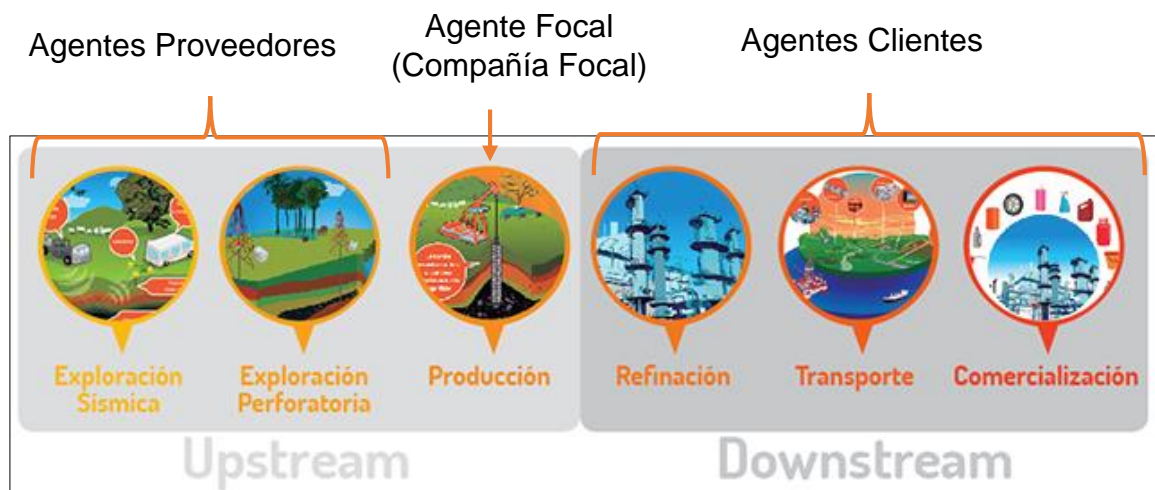 Agentes Proveedores
Agente Focal
(Compañía Focal)
Agentes Clientes
Exploración
Sísmica
Exploración
Perforatoria
Producción
Refinación
Transporte
Comercialización
Upstream
Downstream